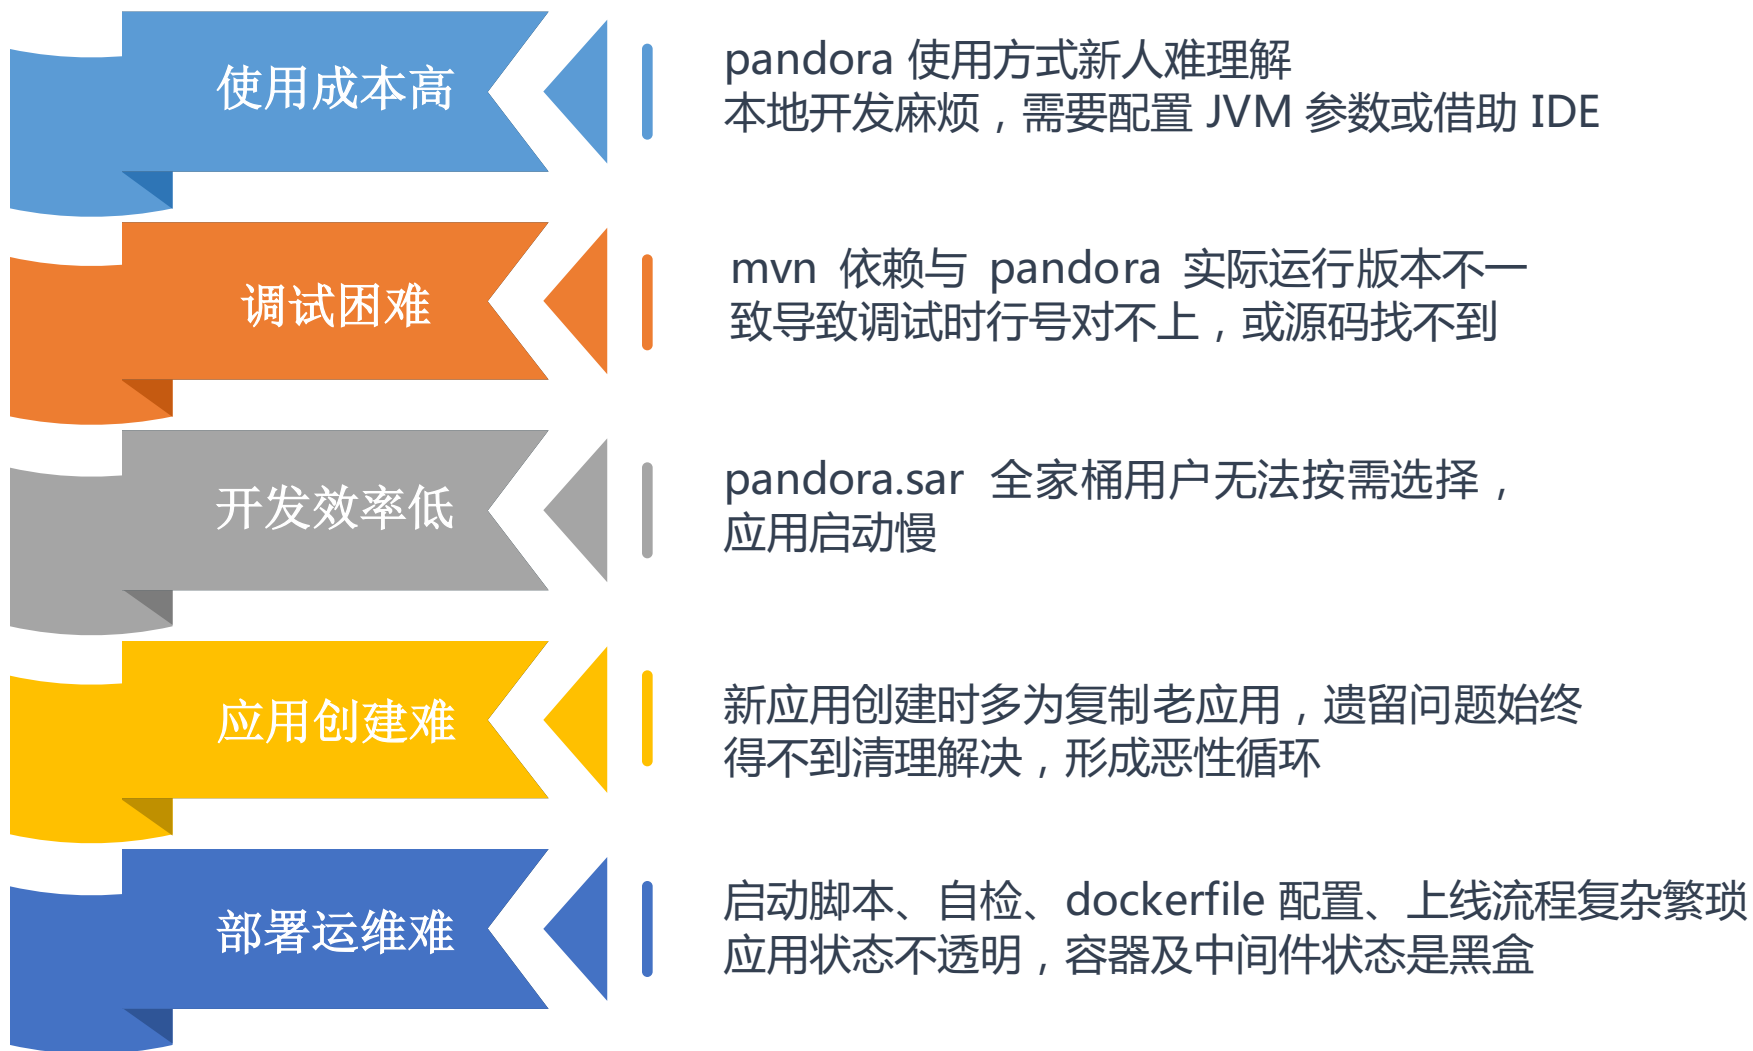 使用成本高
pandora 使用方式新人难理解
本地开发麻烦，需要配置 JVM 参数或借助 IDE
调试困难
mvn 依赖与 pandora 实际运行版本不一
致导致调试时行号对不上，或源码找不到
开发效率低
pandora.sar 全家桶用户无法按需选择，
应用启动慢
应用创建难
新应用创建时多为复制老应用，遗留问题始终
得不到清理解决，形成恶性循环
部署运维难
启动脚本、自检、dockerfile 配置、上线流程复杂繁琐
应用状态不透明，容器及中间件状态是黑盒